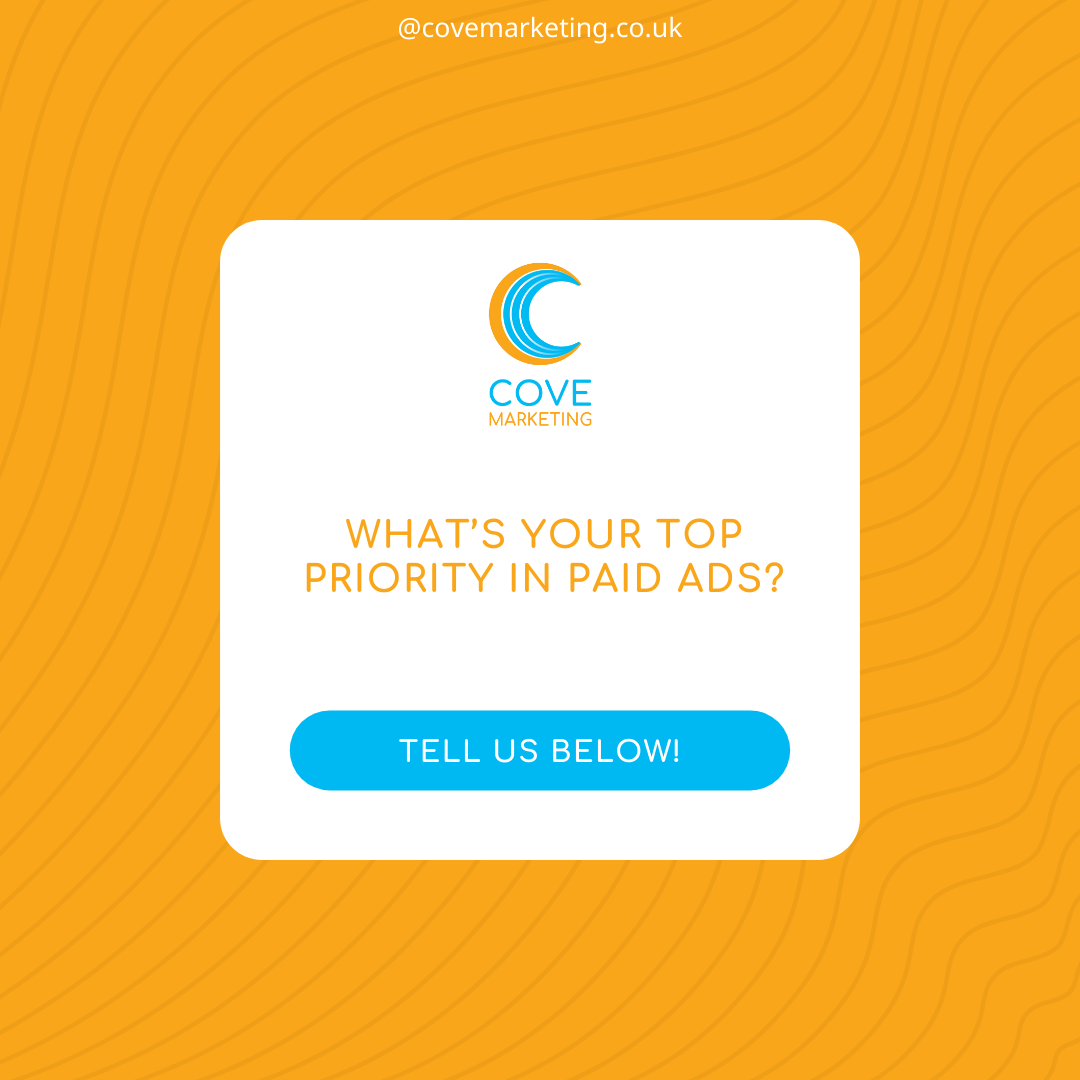 @covemarketing.co.uk
COVE
MARKETING
WHAT’S YOUR TOP
PRIORITY IN PAID ADS?
TELL US BELOW!